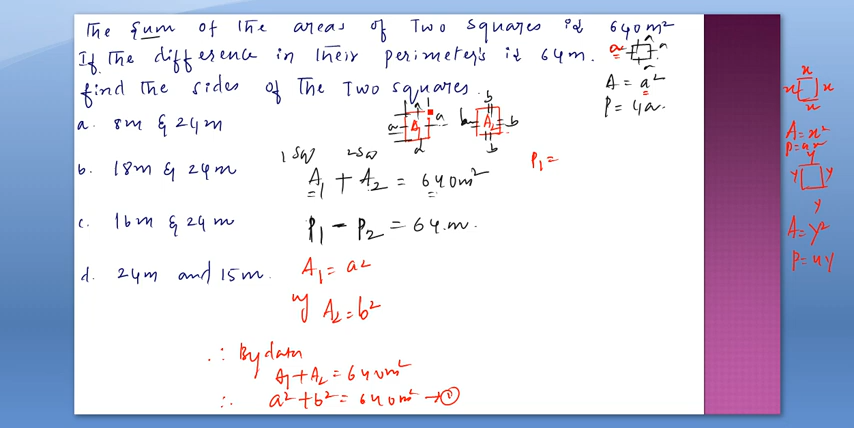 The sum of the areas of Two squares is 640m²
If the difference in their perimeter's is 64m.
find the sides of the Two squares.
a. 8m & 24m
b. 18m & 24m
c. 16m & 24m
d. 24m and 15m.
a a
a a
A = a²
P = 4a.
a A₁ a
a
b
b A₂ b
b
1 Sq 2 Sq
A₁ + A₂ = 640m²
P₁ - P₂ = 64.m
A₁ = a²
A₂ = b²
∴ By data
A₁ + A₂ = 640m²
∴ a² + b² = 640m² → ①
P₁ =
x
x x
x
A = x²
P = 4x
y
y y
y
A = y²
P = 4y